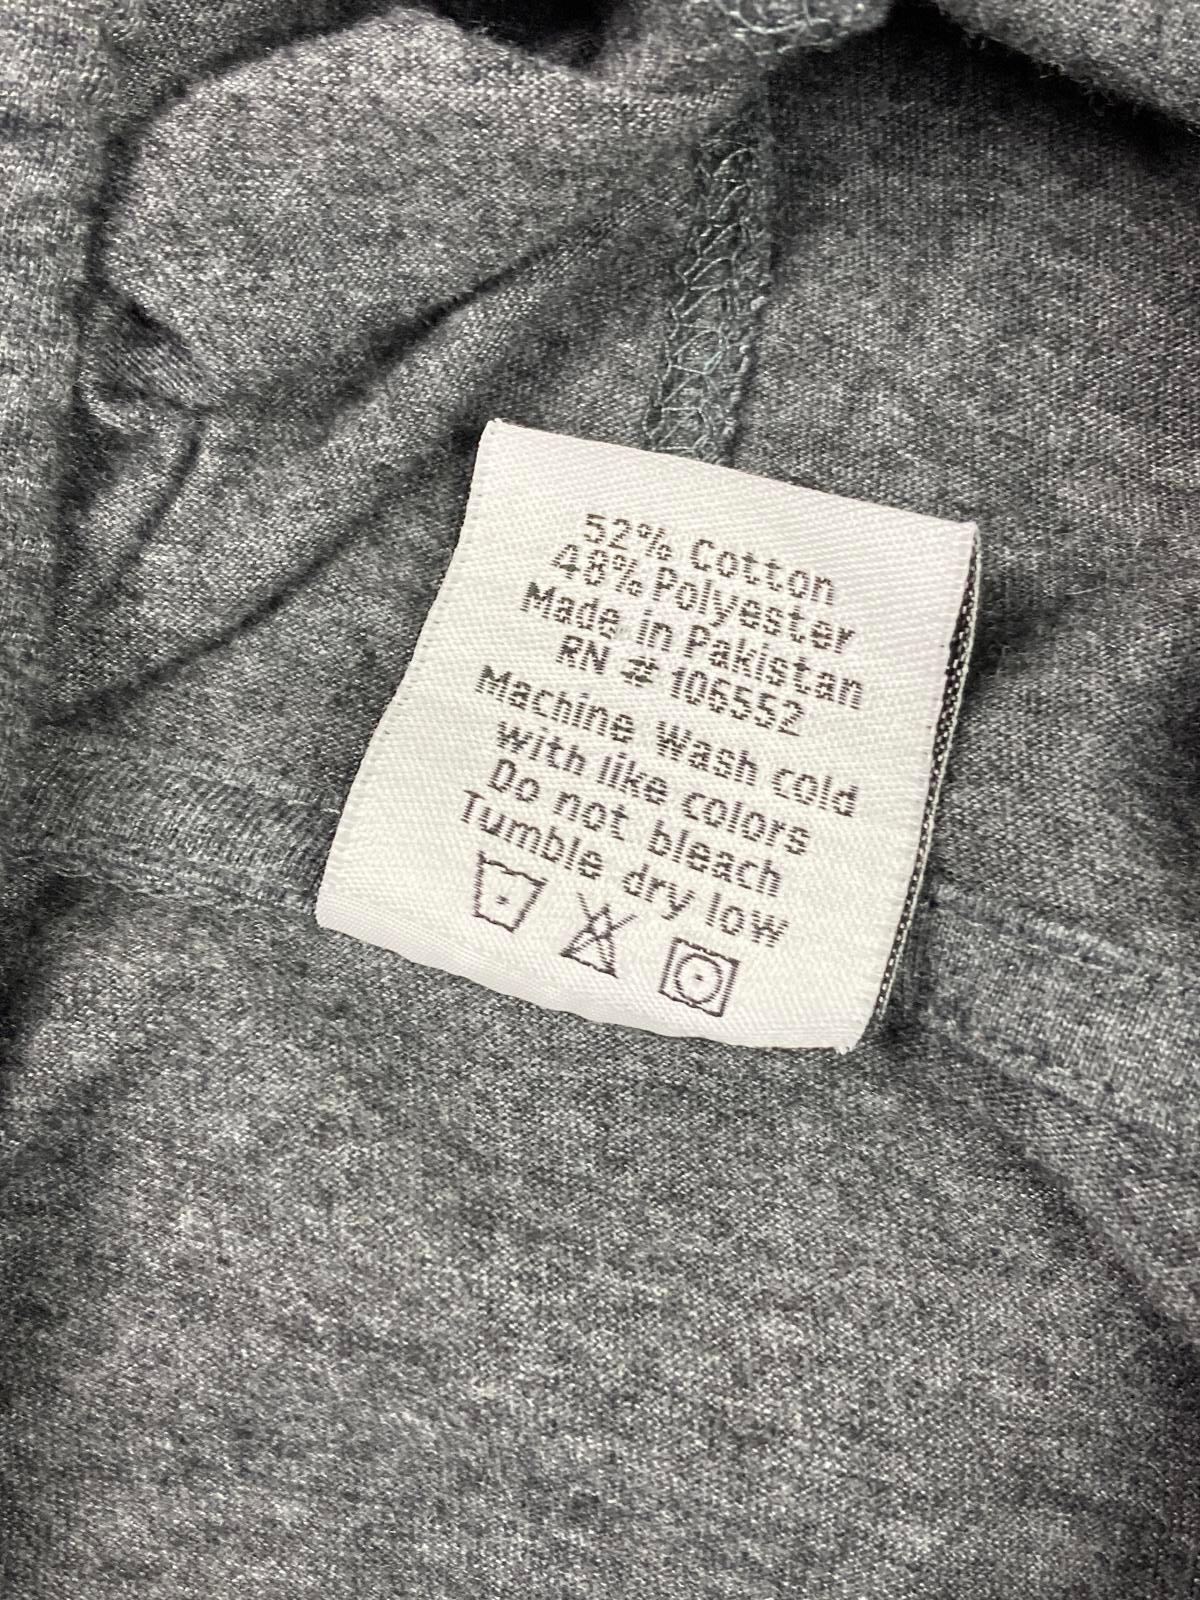 52% Cotton
48% Polyester
Made in Pakistan
RN # 106552
Machine Wash cold
with like colors
Do not bleach
Tumble dry low